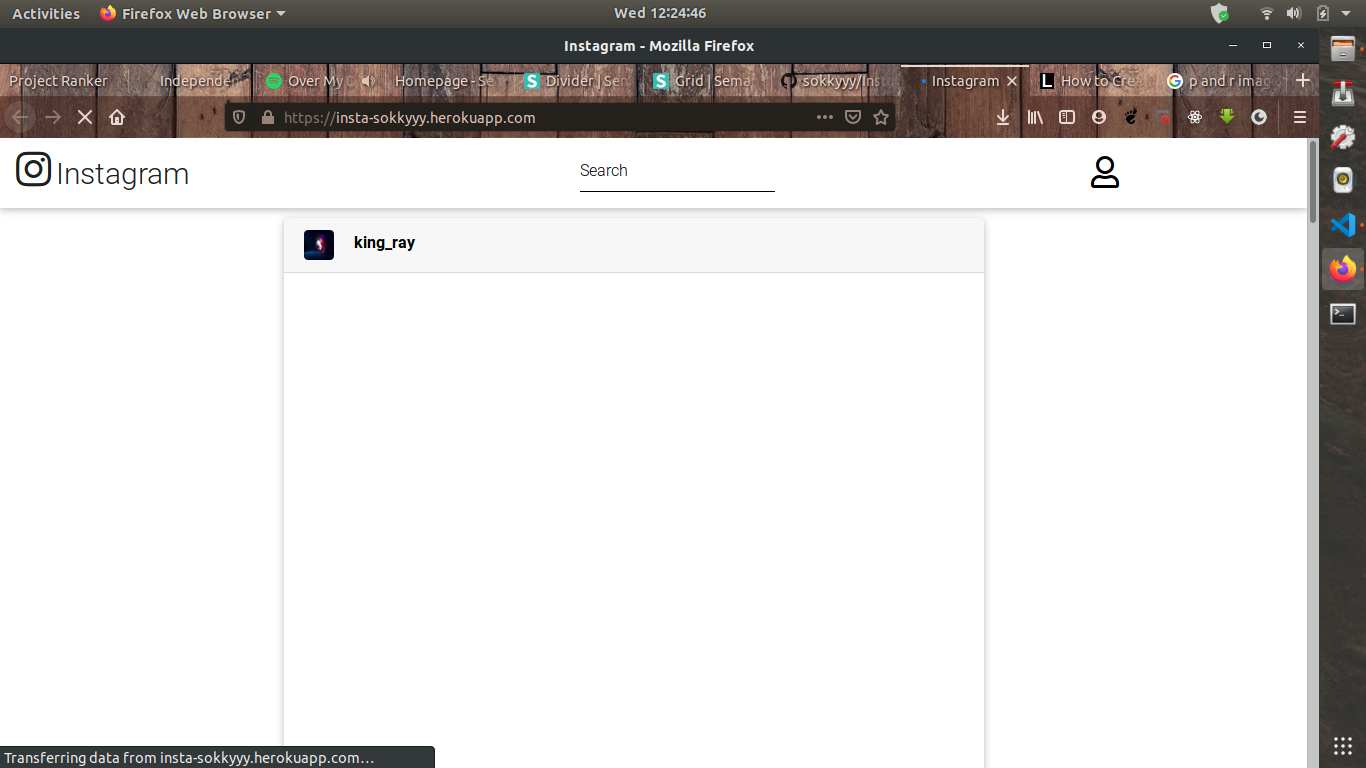 Activities Firefox Web Browser Wed 12:24:46
Instagram - Mozilla Firefox
Project Ranker Independen Over My Homepage - Se Divider | Sem Grid | Sema sokkyyy/Inst Instagram How to Crea p and r imag
https://insta-sokkyyy.herokuapp.com
Instagram Search
king_ray
Transferring data from insta-sokkyyy.herokuapp.com…